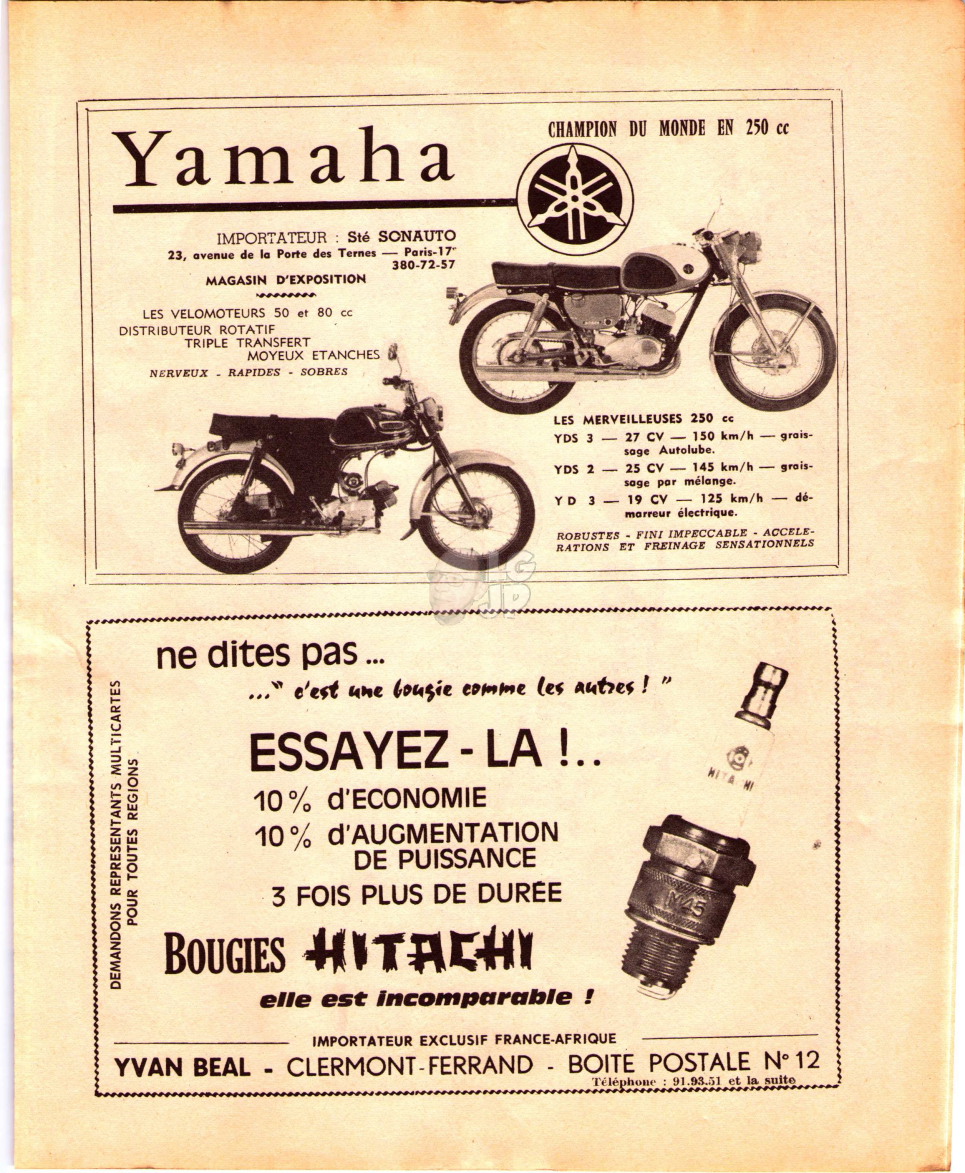 Yamaha
CHAMPION DU MONDE EN 250 cc
IMPORTATEUR : Sté SONAUTO
23, avenue de la Porte des Ternes — Paris-17e
380-72-57
MAGASIN D'EXPOSITION
LES VELOMOTEURS 50 et 80 cc
DISTRIBUTEUR ROTATIF
TRIPLE TRANSFERT
MOYEUX ETANCHES
NERVEUX - RAPIDES - SOBRES
LES MERVEILLEUSES 250 cc
YDS 3 — 27 CV — 150 km/h — grais-
sage Autolube.
YDS 2 — 25 CV — 145 km/h — grais-
sage par mélange.
Y D 3 — 19 CV — 125 km/h — dé-
marreur électrique.
ROBUSTES - FINI IMPECCABLE - ACCELE-
RATIONS ET FREINAGE SENSATIONNELS
LG
JP
ne dites pas ...
..." c'est une bougie comme les autres ! "
ESSAYEZ - LA !..
10 % d'ECONOMIE
10 % d'AUGMENTATION
DE PUISSANCE
3 FOIS PLUS DE DURÉE
BOUGIES HITACHI
elle est incomparable !
HITACHI
M45
DEMANDONS REPRESENTANTS MULTICARTES
POUR TOUTES REGIONS
IMPORTATEUR EXCLUSIF FRANCE-AFRIQUE
YVAN BEAL - CLERMONT-FERRAND - BOITE POSTALE N° 12
Téléphone : 91.93.51 et la suite